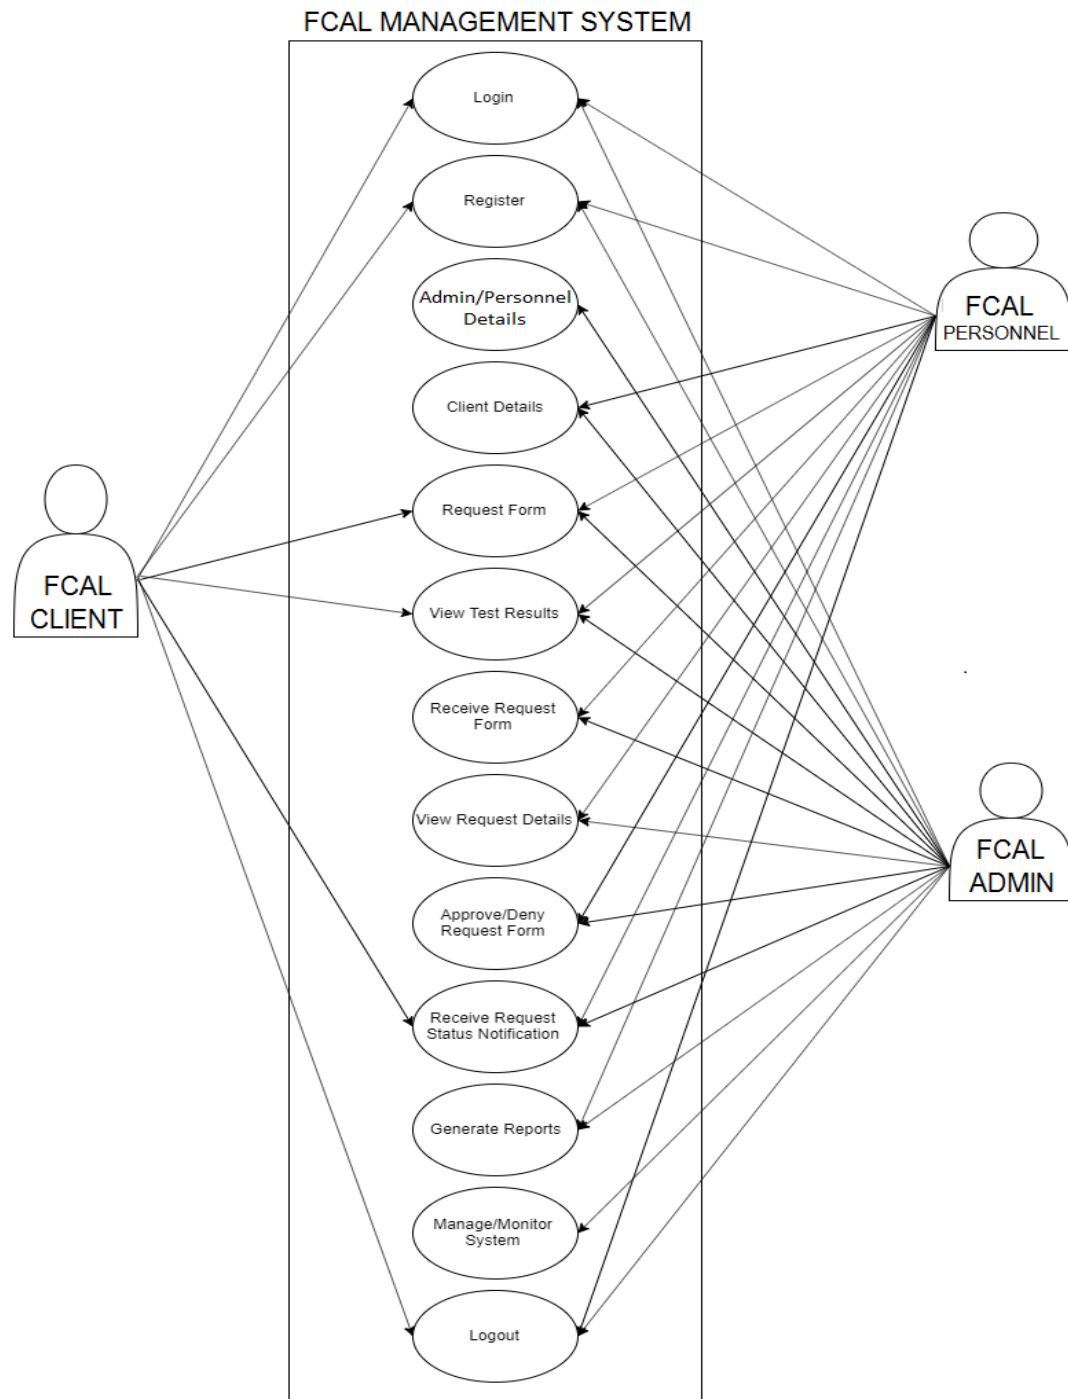 FCAL MANAGEMENT SYSTEM
Login
Register
Admin/Personnel
Details
Client Details
Request Form
View Test Results
Receive Request
Form
View Request Details
Approve/Deny
Request Form
Receive Request
Status Notification
Generate Reports
Manage/Monitor
System
Logout
FCAL
CLIENT
FCAL
PERSONNEL
FCAL
ADMIN